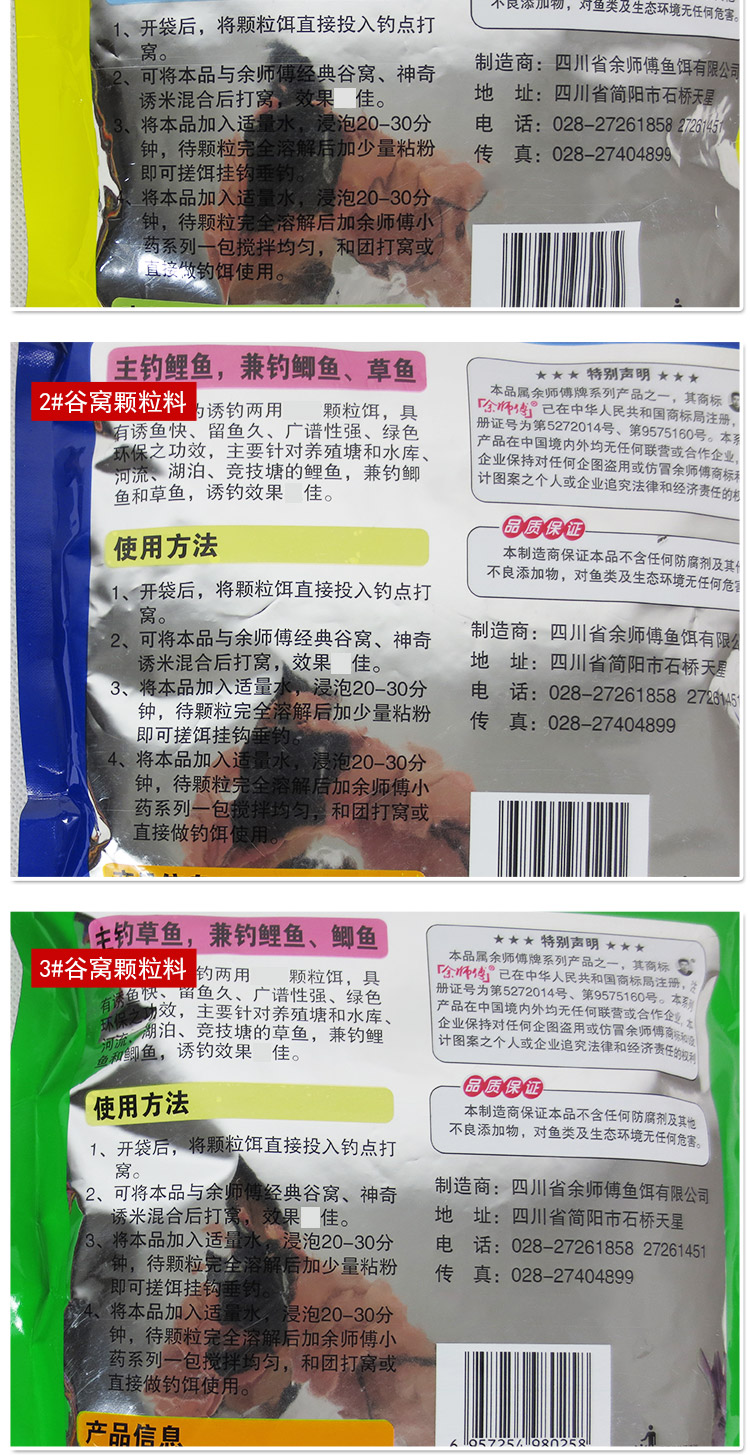 不良添加物，对鱼类及生态环境无任何危害。
1、开袋后，将颗粒饵直接投入钓点打
窝。
2、可将本品与余师傅经典谷窝、神奇
诱米混合后打窝，效果 佳。
3、将本品加入适量水，浸泡20-30分
钟，待颗粒完全溶解后加少量粘粉
即可搓饵挂钩垂钓。
4、将本品加入适量水，浸泡20-30分
钟，待颗粒完全溶解后加余师傅小
药系列一包搅拌均匀，和团打窝或
直接做钓饵使用。
制造商：四川省余师傅鱼饵有限公司
地 址：四川省简阳市石桥天星
电 话：028-27261858 27261451
传 真：028-27404899
主钓鲤鱼，兼钓鲫鱼、草鱼
2#谷窝颗粒料
诱钓两用 颗粒饵，具
有诱鱼快、留鱼久、广谱性强、绿色
环保之功效，主要针对养殖塘和水库、
河流、湖泊、竞技塘的鲤鱼，兼钓鲫
鱼和草鱼，诱钓效果 佳。
使用方法
1、开袋后，将颗粒饵直接投入钓点打
窝。
2、可将本品与余师傅经典谷窝、神奇
诱米混合后打窝，效果 佳。
3、将本品加入适量水，浸泡20-30分
钟，待颗粒完全溶解后加少量粘粉
即可搓饵挂钩垂钓。
4、将本品加入适量水，浸泡20-30分
钟，待颗粒完全溶解后加余师傅小
药系列一包搅拌均匀，和团打窝或
直接做钓饵使用。
★★★ 特别声明 ★★★
本品属余师傅牌系列产品之一，其商标
「余师傅」®已在中华人民共和国商标局注册，
册证号为第5272014号、第9575160号。本系
产品在中国境内外均无任何联营或合作企业，
企业保持对任何企图盗用或仿冒余师傅商标和
计图案之个人或企业追究法律和经济责任的权
品质保证
本制造商保证本品不含任何防腐剂及其他
不良添加物，对鱼类及生态环境无任何危害
制造商：四川省余师傅鱼饵有限公
地 址：四川省简阳市石桥天星
电 话：028-27261858 27261451
传 真：028-27404899
主钓草鱼，兼钓鲤鱼、鲫鱼
3#谷窝颗粒料
钓两用 颗粒饵，具
有诱鱼快、留鱼久、广谱性强、绿色
环保之功效，主要针对养殖塘和水库、
河流、湖泊、竞技塘的草鱼，兼钓鲤
鱼和鲫鱼，诱钓效果 佳。
使用方法
1、开袋后，将颗粒饵直接投入钓点打
窝。
2、可将本品与余师傅经典谷窝、神奇
诱米混合后打窝，效果 佳。
3、将本品加入适量水，浸泡20-30分
钟，待颗粒完全溶解后加少量粘粉
即可搓饵挂钩垂钓。
4、将本品加入适量水，浸泡20-30分
钟，待颗粒完全溶解后加余师傅小
药系列一包搅拌均匀，和团打窝或
直接做钓饵使用。
产品信息
★★★ 特别声明 ★★★
本品属余师傅牌系列产品之一，其商标
「余师傅」®已在中华人民共和国商标局注册，注
册证号为第5272014号、第9575160号。本系列
产品在中国境内外均无任何联营或合作企业，本
企业保持对任何企图盗用或仿冒余师傅商标和设
计图案之个人或企业追究法律和经济责任的权利
品质保证
本制造商保证本品不含任何防腐剂及其他
不良添加物，对鱼类及生态环境无任何危害。
制造商：四川省余师傅鱼饵有限公司
地 址：四川省简阳市石桥天星
电 话：028-27261858 27261451
传 真：028-27404899
6 957254 980258